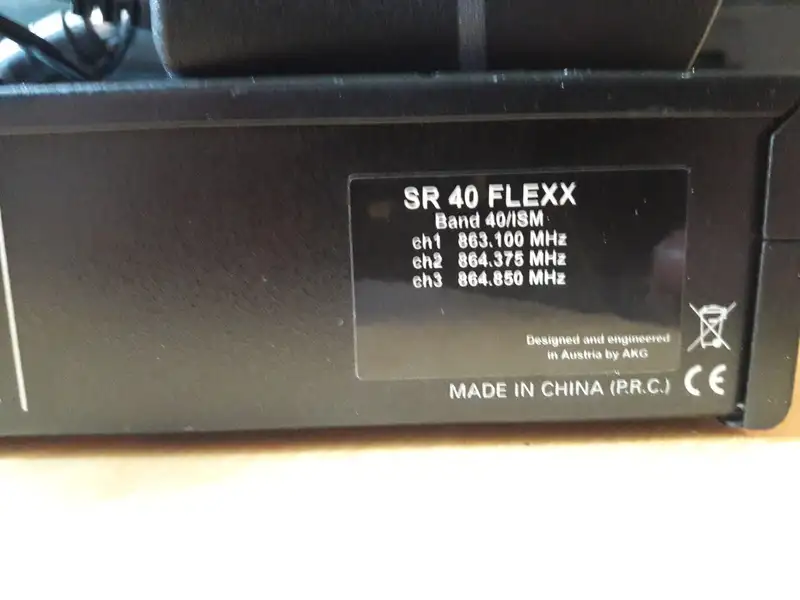 SR 40 FLEXX
Band 40/ISM
ch1 863.100 MHz
ch2 864.375 MHz
ch3 864.850 MHz
Designed and engineered
in Austria by AKG
MADE IN CHINA (P.R.C.) CE